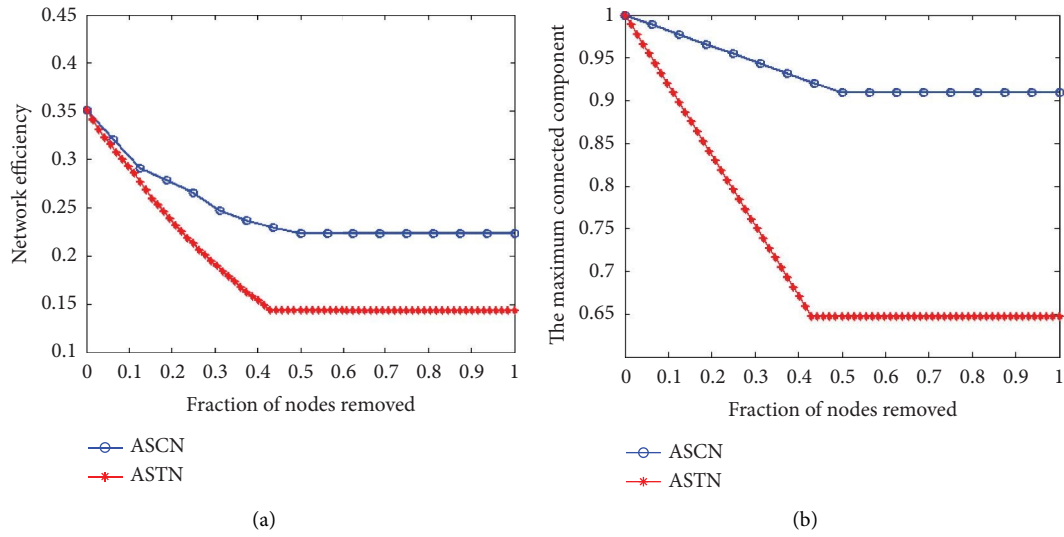 0.45
0.4
0.35
0.3
0.25
0.2
0.15
0.1
Network efficiency
0 0.1 0.2 0.3 0.4 0.5 0.6 0.7 0.8 0.9 1
Fraction of nodes removed
ASCN
ASTN
(a)
1
0.95
0.9
0.85
0.8
0.75
0.7
0.65
The maximum connected component
0 0.1 0.2 0.3 0.4 0.5 0.6 0.7 0.8 0.9 1
Fraction of nodes removed
ASCN
ASTN
(b)